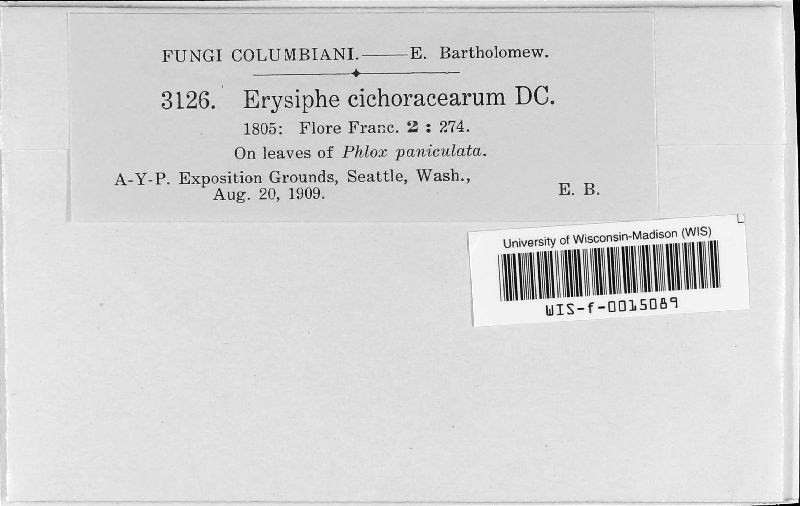 FUNGI COLUMBIANI.——E. Bartholomew.
3126. Erysiphe cichoracearum DC.
1805: Flore Franc. 2 : 274.
On leaves of Phlox paniculata.
A-Y-P. Exposition Grounds, Seattle, Wash.,
Aug. 20, 1909.
E. B.
University of Wisconsin-Madison (WIS)
WIS-f-0015089